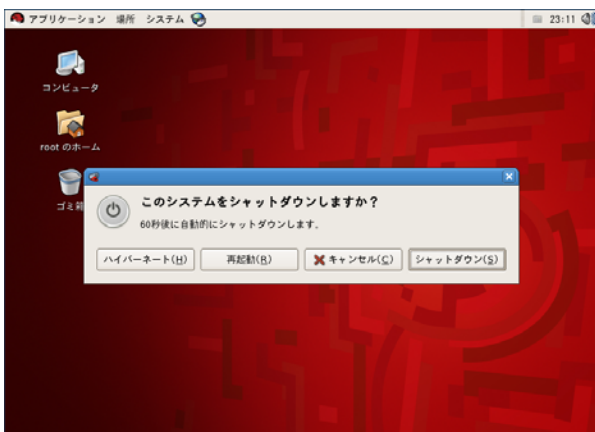 アプリケーション 場所 システム 23:11
コンピュータ
root のホーム
ゴミ箱
このシステムをシャットダウンしますか？
60秒後に自動的にシャットダウンします。
ハイバーネート(H) 再起動(R) キャンセル(C) シャットダウン(S)